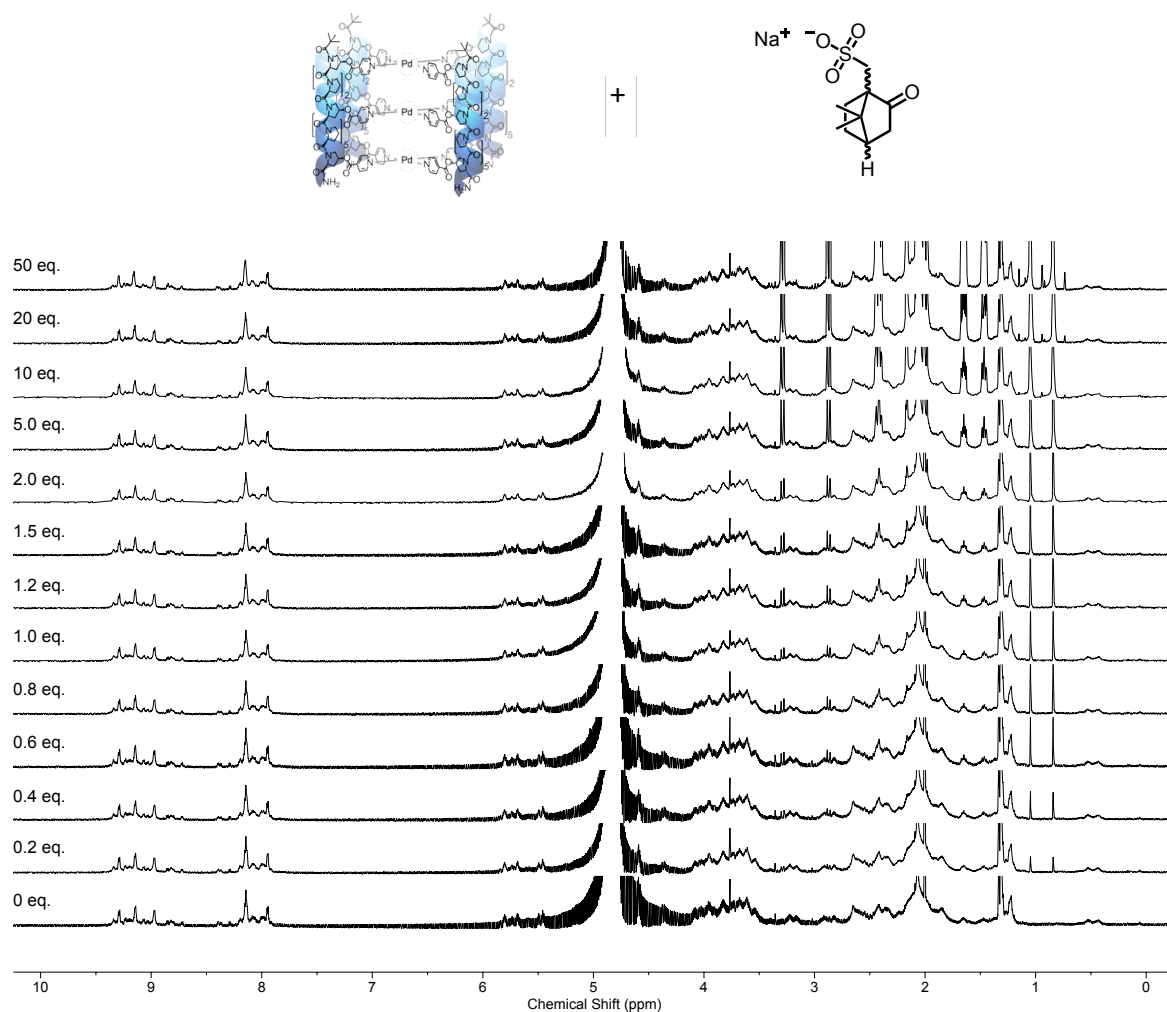 Pd
Pd
Pd
NH2
H2N
2
5
5
2
2
5
5
+
Na+ −O
S
O
O
O
H
50 eq.
20 eq.
10 eq.
5.0 eq.
2.0 eq.
1.5 eq.
1.2 eq.
1.0 eq.
0.8 eq.
0.6 eq.
0.4 eq.
0.2 eq.
0 eq.
10 9 8 7 6 5 4 3 2 1 0
Chemical Shift (ppm)